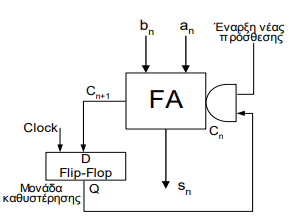 Έναρξη νέας
πρόσθεσης
bn
an
Cn+1
FA
Cn
Clock
D
Flip-Flop
Μονάδα
καθυστέρησης
Q
sn